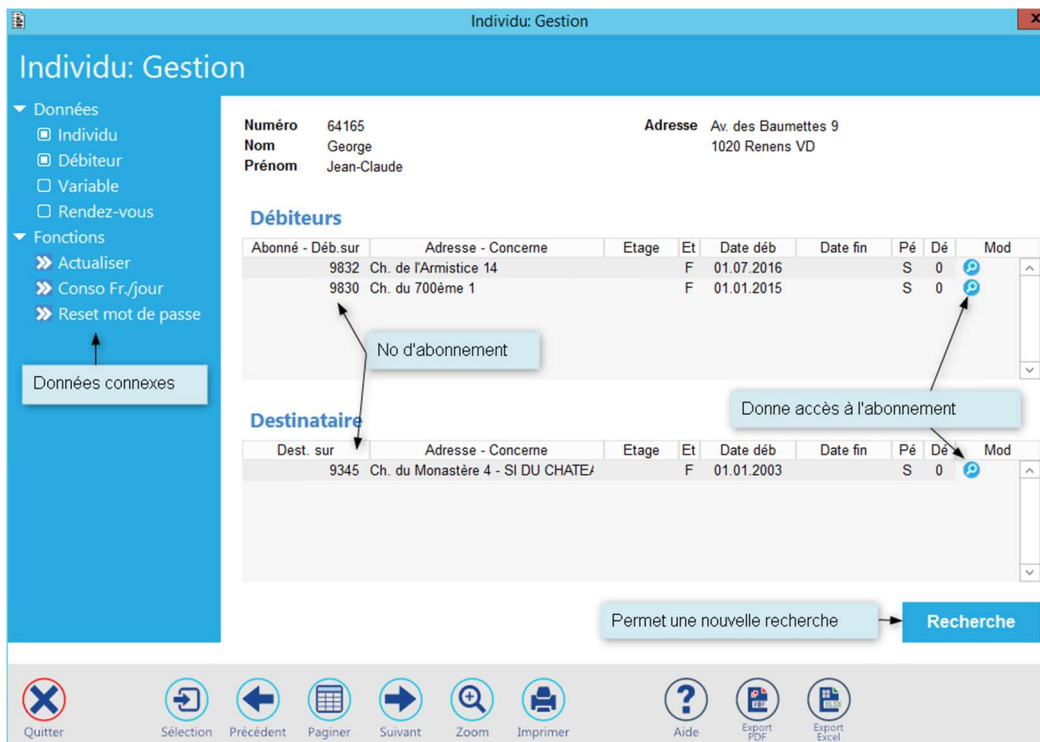 Individu: Gestion
x
Individu: Gestion
Données
Individu
Débiteur
Variable
Rendez-vous
Fonctions
Actualiser
Conso Fr./jour
Reset mot de passe
Données connexes
Numéro 64165 Adresse Av. des Baumettes 9
Nom George 1020 Renens VD
Prénom Jean-Claude
Débiteurs
Abonné - Déb.sur Adresse - Concerne Etage Et Date déb Date fin Pé Dé Mod
9832 Ch. de l'Armistice 14 F 01.07.2016 S 0
9830 Ch. du 700ème 1 F 01.01.2015 S 0
No d'abonnement
Donne accès à l'abonnement
Destinataire
Dest. sur Adresse - Concerne Etage Et Date déb Date fin Pé Dé Mod
9345 Ch. du Monastère 4 - SI DU CHATEA F 01.01.2003 S 0
Permet une nouvelle recherche
Recherche
Quitter Sélection Précédent Paginer Suivant Zoom Imprimer Aide Export PDF Export Excel